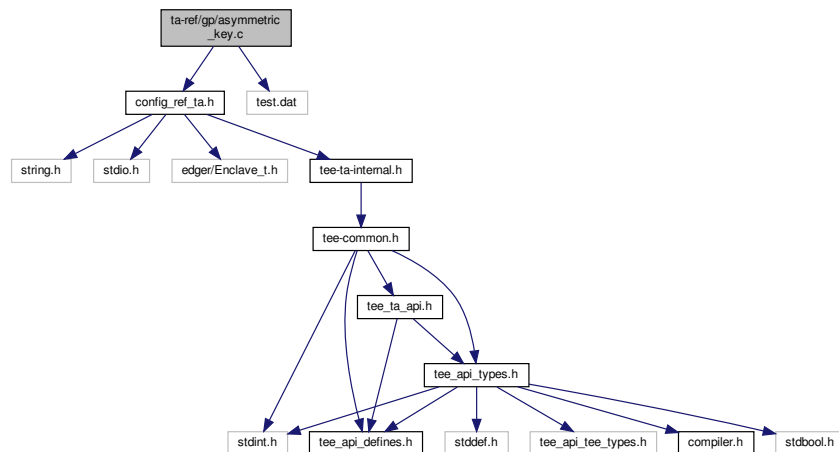 ta-ref/gp/asymmetric
_key.c
config_ref_ta.h
test.dat
string.h
stdio.h
edger/Enclave_t.h
tee-ta-internal.h
tee-common.h
tee_ta_api.h
tee_api_types.h
stdint.h
tee_api_defines.h
stddef.h
tee_api_tee_types.h
compiler.h
stdbool.h